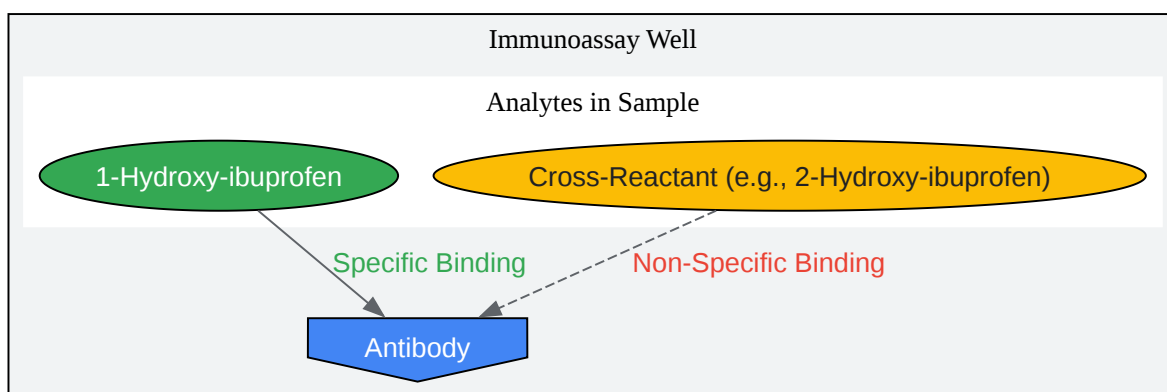 Immunoassay Well
Analytes in Sample
1-Hydroxy-ibuprofen
Cross-Reactant (e.g., 2-Hydroxy-ibuprofen)
Specific Binding
Non-Specific Binding
Antibody